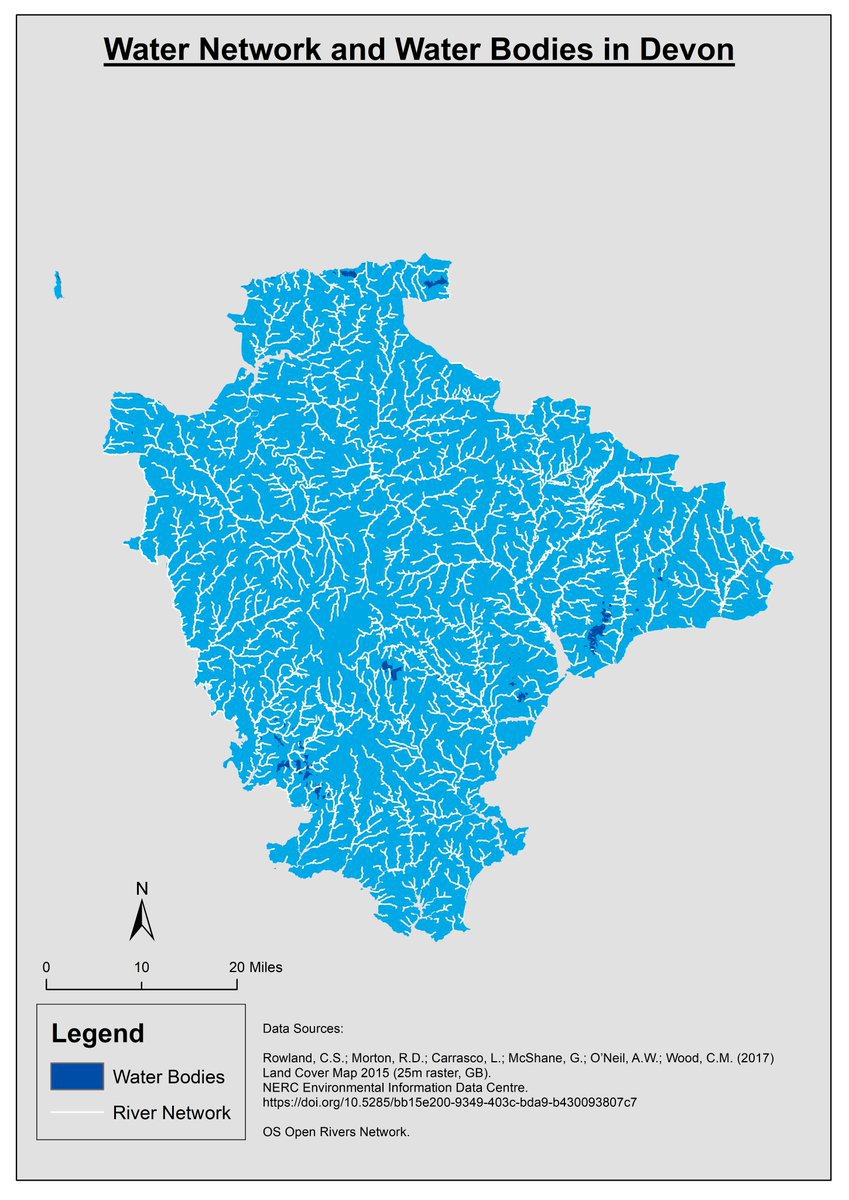 Water Network and Water Bodies in Devon
N
0 10 20 Miles
Legend
Water Bodies
River Network
Data Sources:
Rowland, C.S.; Morton, R.D.; Carrasco, L.; McShane, G.; O’Neil, A.W.; Wood, C.M. (2017)
Land Cover Map 2015 (25m raster, GB).
NERC Environmental Information Data Centre.
https://doi.org/10.5285/bb15e200-9349-403c-bda9-b430093807c7
OS Open Rivers Network.